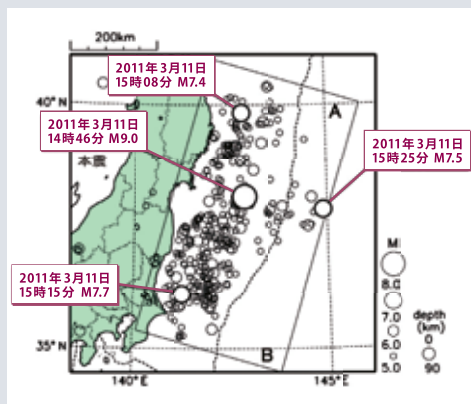 200km
2011年3月11日
15時08分 M7.4
40°N
A
2011年3月11日
14時46分 M9.0
本震
2011年3月11日
15時25分 M7.5
2011年3月11日
15時15分 M7.7
M
8.0
7.0
6.0
5.0
depth
(km)
0
90
35°N
B
140°E
145°E